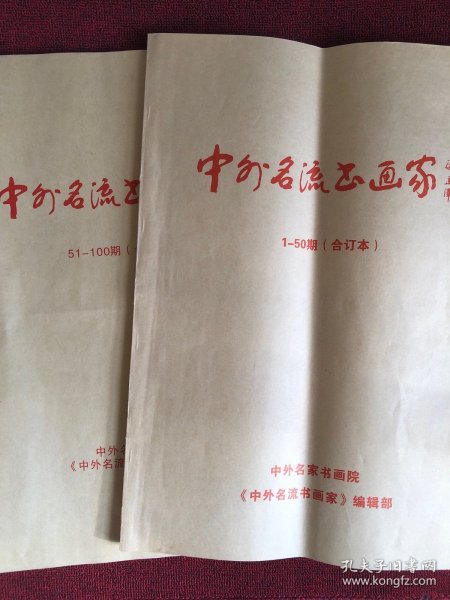 中外名流书画家
1-50期（合订本）
中外名家书画院
《中外名流书画家》编辑部
中外名流书
51-100期（
中外名
《中外名流
孔夫子旧书网
www.kongfz.com